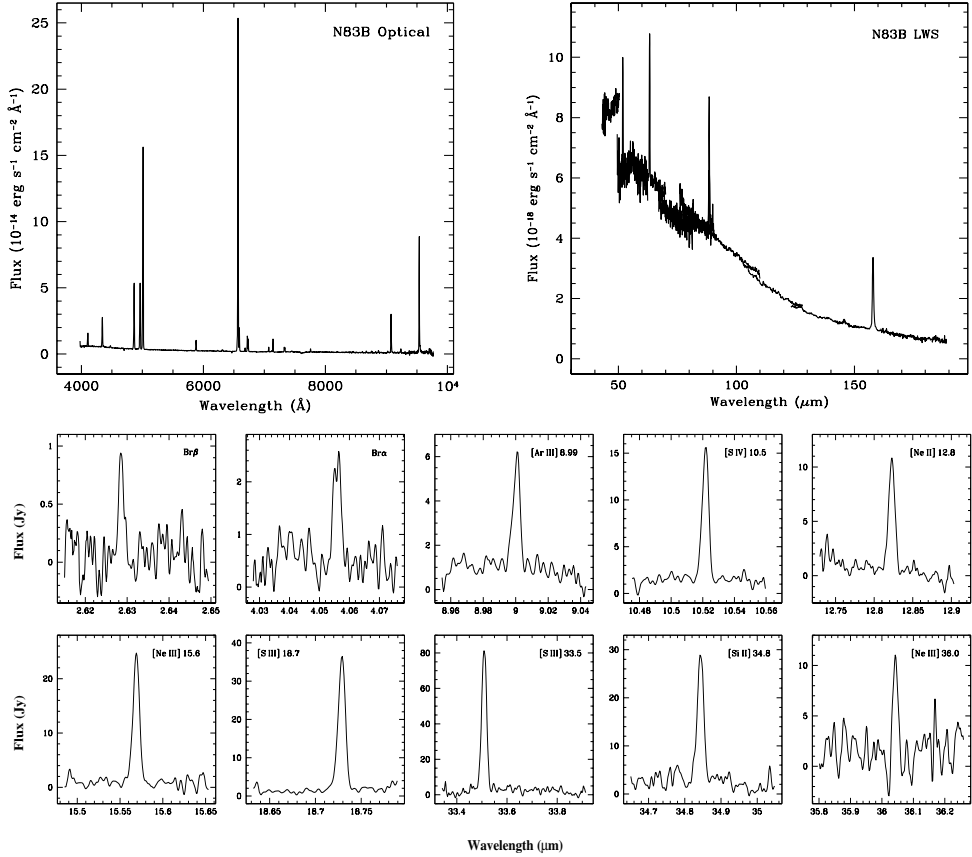 N83B Optical
Flux (10⁻¹⁴ erg s⁻¹ cm⁻² Å⁻¹)
25
20
15
10
5
0
4000 6000 8000 10⁴
Wavelength (Å)
N83B LWS
Flux (10⁻¹⁸ erg s⁻¹ cm⁻² Å⁻¹)
10
8
6
4
2
0
50 100 150
Wavelength (μm)
Flux (Jy)
Brβ
1
0.5
0
2.62 2.63 2.64 2.65
Brα
2
1
0
4.03 4.04 4.05 4.06 4.07
[Ar III] 8.99
6
4
2
0
8.96 8.98 9 9.02 9.04
[S IV] 10.5
15
10
5
0
10.48 10.5 10.52 10.54 10.56
[Ne II] 12.8
10
5
0
12.75 12.8 12.85 12.9
Flux (Jy)
[Ne III] 15.6
20
10
0
15.5 15.55 15.6 15.65
[S III] 18.7
40
30
20
10
0
18.65 18.7 18.75
[S III] 33.5
80
60
40
20
0
33.4 33.6 33.8
[Si II] 34.8
30
20
10
0
34.7 34.8 34.9 35
[Ne III] 36.0
10
5
0
35.8 35.9 36 36.1 36.2
Wavelength (μm)